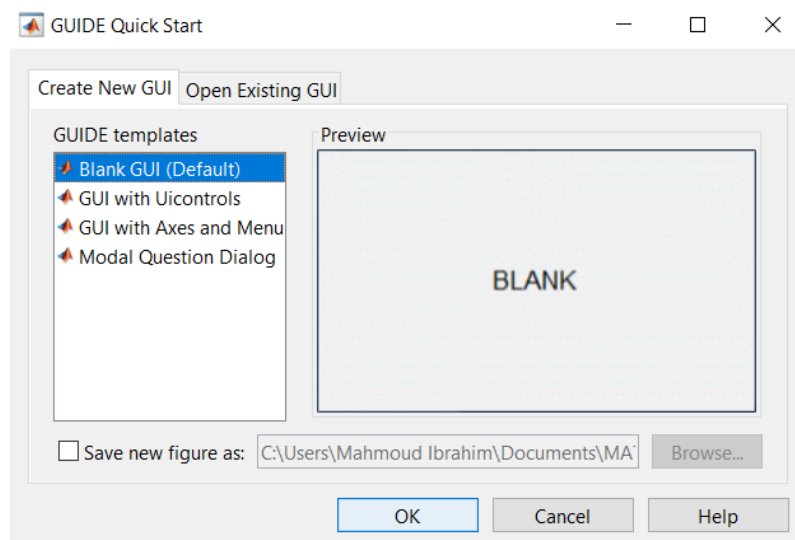 GUIDE Quick Start
Create New GUI
Open Existing GUI
GUIDE templates
Preview
Blank GUI (Default)
GUI with Uicontrols
GUI with Axes and Menu
Modal Question Dialog
BLANK
Save new figure as:
C:\Users\Mahmoud Ibrahim\Documents\MA
Browse...
OK
Cancel
Help